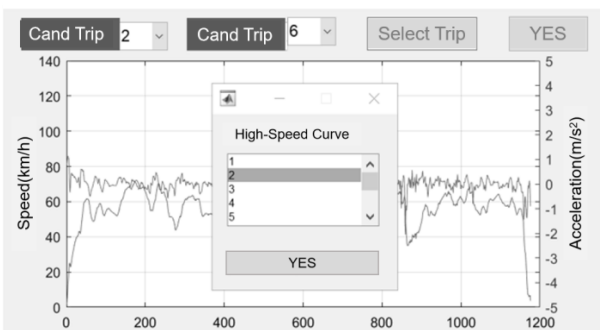 Cand Trip 2 Cand Trip 6 Select Trip YES
140 5
120 4
3
100 2
High-Speed Curve
80 1
1
2
3
4
5
0
60 -1
40 -2
YES
-3
20 -4
0 -5
0 200 400 600 800 1000 1200
Speed(km/h)
Acceleration(m/s²)